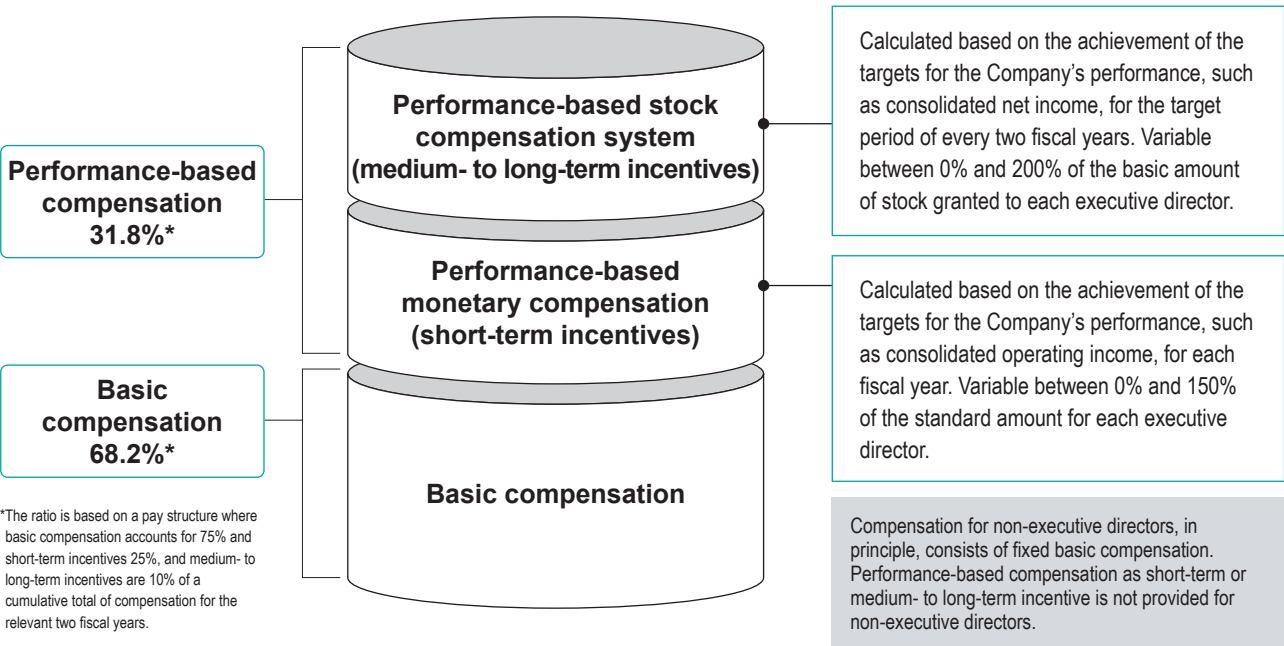 Performance-based
compensation
31.8%*
Basic
compensation
68.2%*
*The ratio is based on a pay structure where
basic compensation accounts for 75% and
short-term incentives 25%, and medium- to
long-term incentives are 10% of a
cumulative total of compensation for the
relevant two fiscal years.
Performance-based stock
compensation system
(medium- to long-term incentives)
Performance-based
monetary compensation
(short-term incentives)
Basic compensation
Calculated based on the achievement of the
targets for the Company’s performance, such
as consolidated net income, for the target
period of every two fiscal years. Variable
between 0% and 200% of the basic amount
of stock granted to each executive director.
Calculated based on the achievement of the
targets for the Company’s performance, such
as consolidated operating income, for each
fiscal year. Variable between 0% and 150%
of the standard amount for each executive
director.
Compensation for non-executive directors, in
principle, consists of fixed basic compensation.
Performance-based compensation as short-term or
medium- to long-term incentive is not provided for
non-executive directors.